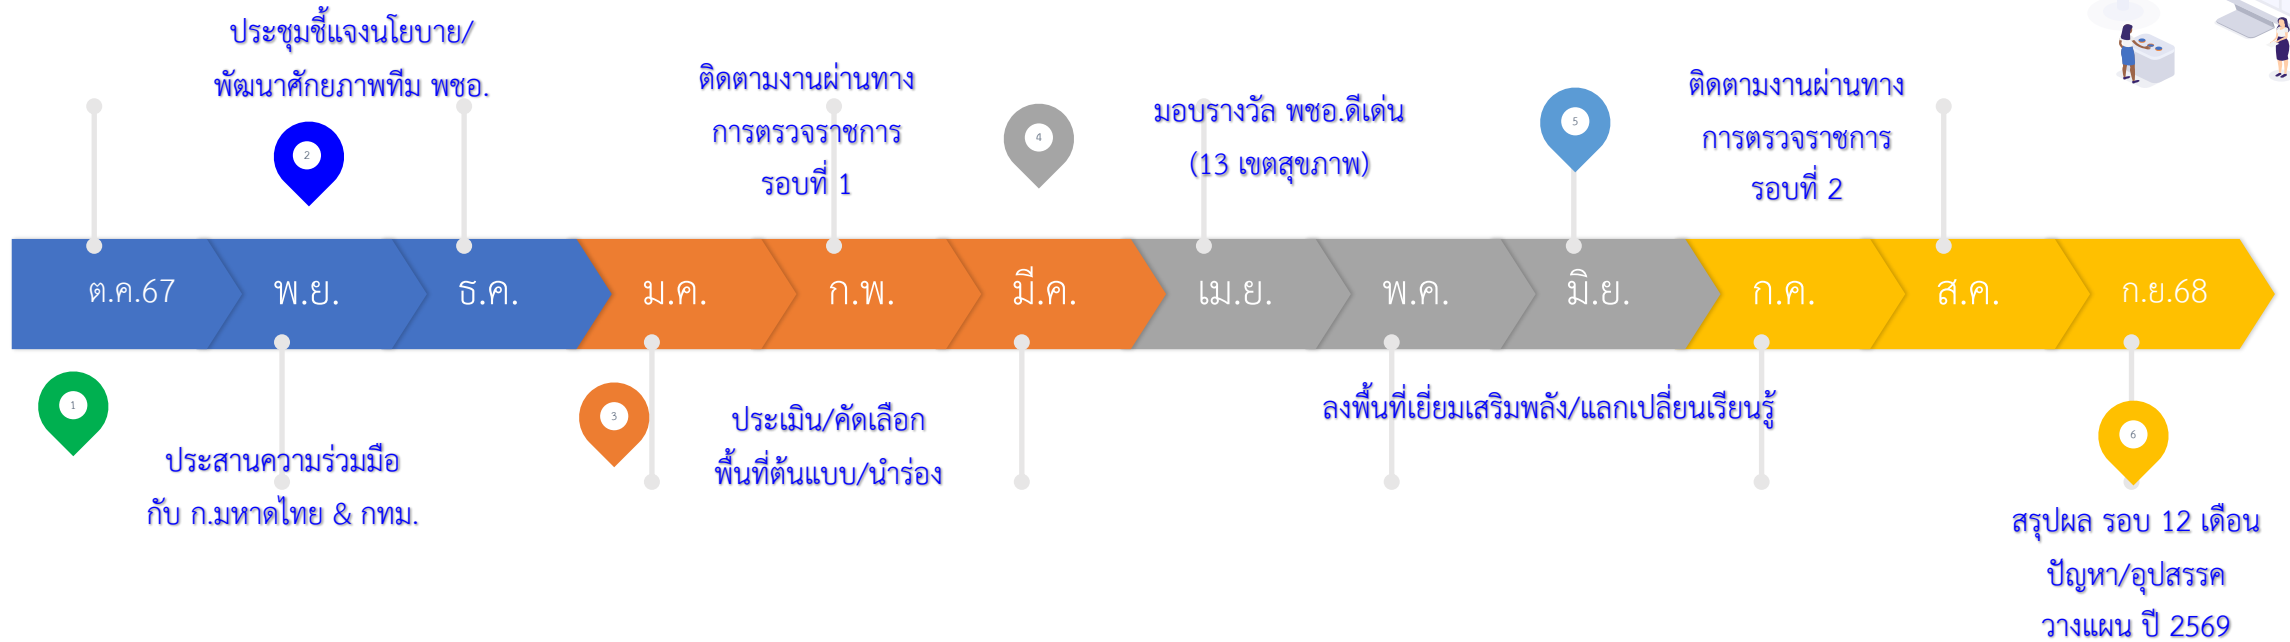 ประชุมชี้แจงนโยบาย/
พัฒนาศักยภาพทีม พชอ.
2
ติดตามงานผ่านทาง
การตรวจราชการ
รอบที่ 1
4
มอบรางวัล พชอ.ดีเด่น
(13 เขตสุขภาพ)
5
ติดตามงานผ่านทาง
การตรวจราชการ
รอบที่ 2
ต.ค.67
พ.ย.
ธ.ค.
ม.ค.
ก.พ.
มี.ค.
เม.ย.
พ.ค.
มิ.ย.
ก.ค.
ส.ค.
ก.ย.68
1
ประสานความร่วมมือ
กับ ก.มหาดไทย & กทม.
3
ประเมิน/คัดเลือก
พื้นที่ต้นแบบ/นำร่อง
ลงพื้นที่เยี่ยมเสริมพลัง/แลกเปลี่ยนเรียนรู้
6
สรุปผล รอบ 12 เดือน
ปัญหา/อุปสรรค
วางแผน ปี 2569